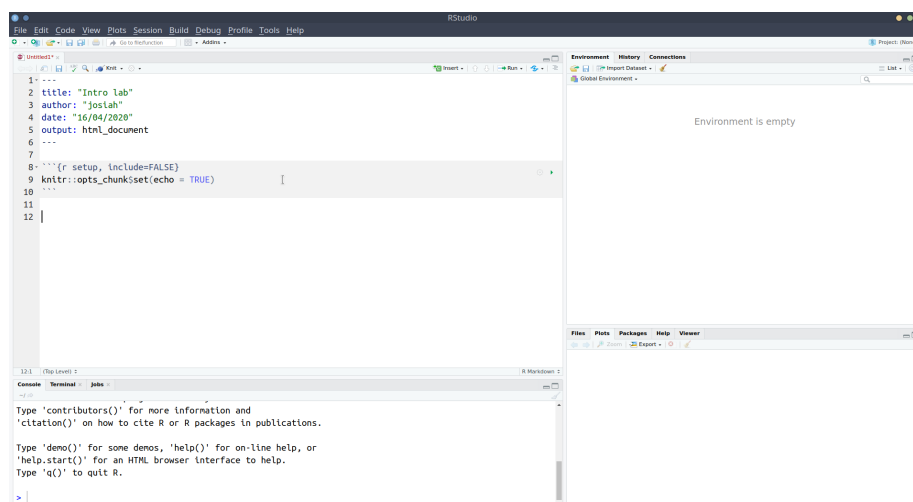 RStudio
File Edit Code View Plots Session Build Debug Profile Tools Help
Go to file/function Addins Project: (Non
Untitled1*
Knit Insert Run
1 ---
2 title: "Intro lab"
3 author: "josiah"
4 date: "16/04/2020"
5 output: html_document
6 ---
7
8 ```{r setup, include=FALSE}
9 knitr::opts_chunk$set(echo = TRUE)
10 ```
11
12
12:1 (Top Level) R Markdown
Console Terminal Jobs
~/
Type 'contributors()' for more information and
'citation()' on how to cite R or R packages in publications.
Type 'demo()' for some demos, 'help()' for on-line help, or
'help.start()' for an HTML browser interface to help.
Type 'q()' to quit R.
>
Environment History Connections
Import Dataset List
Global Environment
Environment is empty
Files Plots Packages Help Viewer
Zoom Export